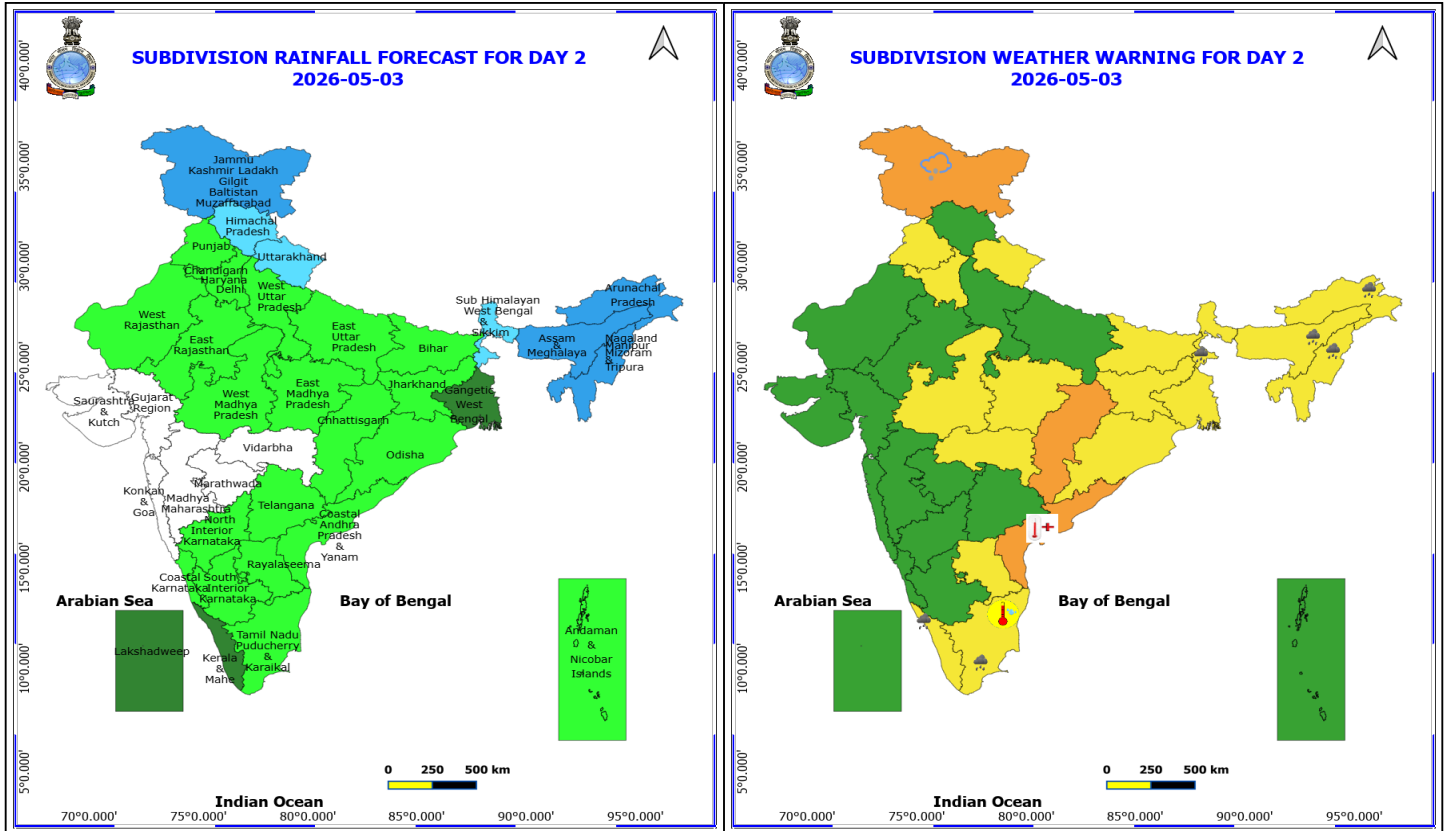 SUBDIVISION RAINFALL FORECAST FOR DAY 2
2026-05-03
40°0.000'
35°0.000'
30°0.000'
25°0.000'
20°0.000'
15°0.000'
10°0.000'
5°0.000'
Jammu
Kashmir Ladakh
Gilgit
Baltistan
Muzaffarabad
Himachal
Pradesh
Punjab
Uttarakhand
Chandigarh
Haryana
Delhi
West
Uttar
Pradesh
West
Rajasthan
East
Rajasthan
East
Uttar
Pradesh
Bihar
Sub Himalayan
West Bengal
&
Sikkim
Arunachal
Pradesh
Assam
&
Meghalaya
Nagaland
Manipur
Mizoram
&
Tripura
Saurashtra
&
Kutch
Gujarat
Region
West
Madhya
Pradesh
East
Madhya
Pradesh
Jharkhand
Gangetic
West
Bengal
Chhattisgarh
Vidarbha
Odisha
Konkan
&
Goa
Madhya
Maharashtra
Marathwada
Telangana
North
Interior
Karnataka
Coastal
Andhra
Pradesh
&
Yanam
Rayalaseema
Coastal
Karnataka
South
Interior
Karnataka
Arabian Sea
Bay of Bengal
Lakshadweep
Kerala
&
Mahe
Tamil Nadu
Puducherry
&
Karaikal
Andaman
&
Nicobar
Islands
0 250 500 km
Indian Ocean
70°0.000' 75°0.000' 80°0.000' 85°0.000' 90°0.000' 95°0.000'
SUBDIVISION WEATHER WARNING FOR DAY 2
2026-05-03
40°0.000'
35°0.000'
30°0.000'
25°0.000'
20°0.000'
15°0.000'
10°0.000'
5°0.000'
Arabian Sea
Bay of Bengal
0 250 500 km
Indian Ocean
70°0.000' 75°0.000' 80°0.000' 85°0.000' 90°0.000' 95°0.000'